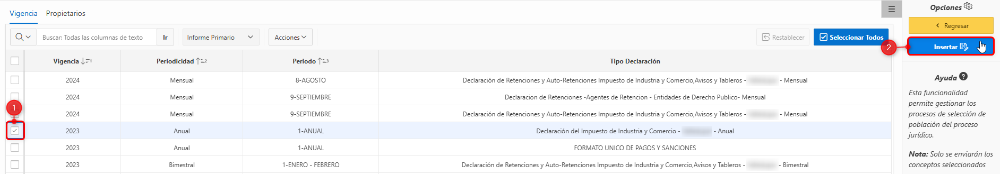 Vigencia Propietarios
Buscar: Todas las columnas de texto Ir Informe Primario Acciones Restablecer Seleccionar Todos
Vigencia 1 Periodicidad 2 Periodo 3 Tipo Declaración
2024 Mensual 8-AGOSTO Declaración de Retenciones y Auto-Retenciones Impuesto de Industria y Comercio,Avisos y Tableros - - Mensual
2024 Mensual 9-SEPTIEMBRE Declaracion de Retenciones -Agentes de Retencion - Entidades de Derecho Publico- Mensual
1
2024 Mensual 9-SEPTIEMBRE Declaración de Retenciones y Auto-Retenciones Impuesto de Industria y Comercio,Avisos y Tableros - - Mensual
2023 Anual 1-ANUAL Declaración del Impuesto de Industria y Comercio - - Anual
2023 Anual 1-ANUAL FORMATO UNICO DE PAGOS Y SANCIONES
2023 Bimestral 1-ENERO - FEBRERO Declaración de Retenciones y Auto-Retenciones Impuesto de Industria y Comercio,Avisos y Tableros - - Bimestral
Opciones
Regresar
2
Insertar
Ayuda
Esta funcionalidad
permite gestionar los
procesos de selección de
población del proceso
jurídico.
Nota: Solo se enviarán los
conceptos seleccionados